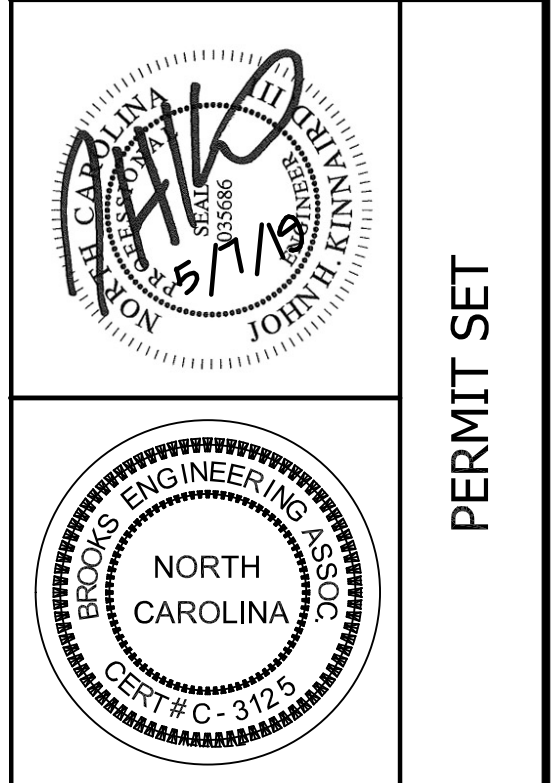 NORTH CAROLINA
PROFESSIONAL
SEAL
035686
ENGINEER
JOHN H. KINNAIRD III
5/7/19
BROOKS ENGINEERING ASSOC.
NORTH
CAROLINA
CERT# C - 3125
PERMIT SET